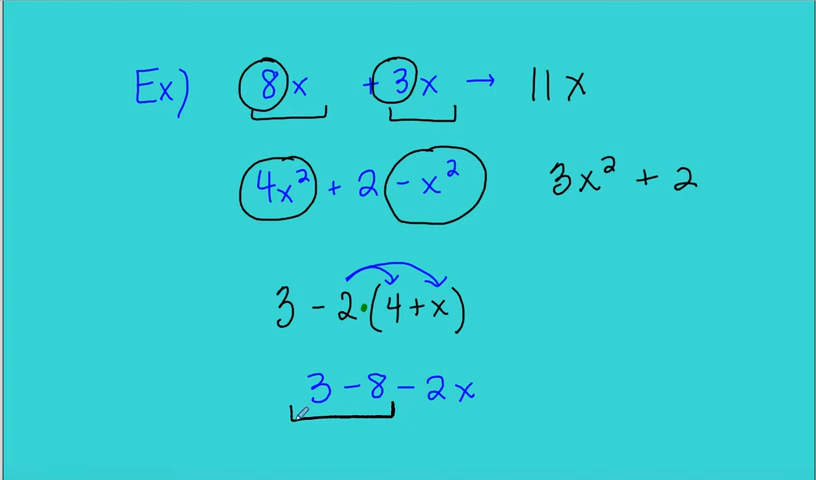 Ex) 8x + 3x → 11x
4x² + 2 - x² 3x² + 2
3 - 2·(4+x)
3 - 8 - 2x